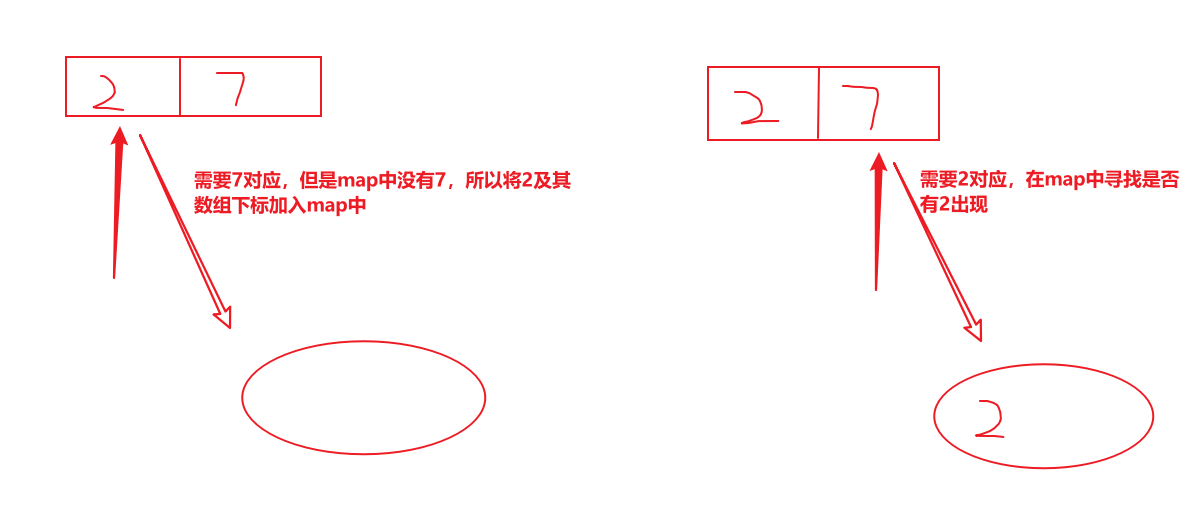 2 7
需要7对应，但是map中没有7，所以将2及其
数组下标加入map中
2 7
需要2对应，在map中寻找是否
有2出现
2